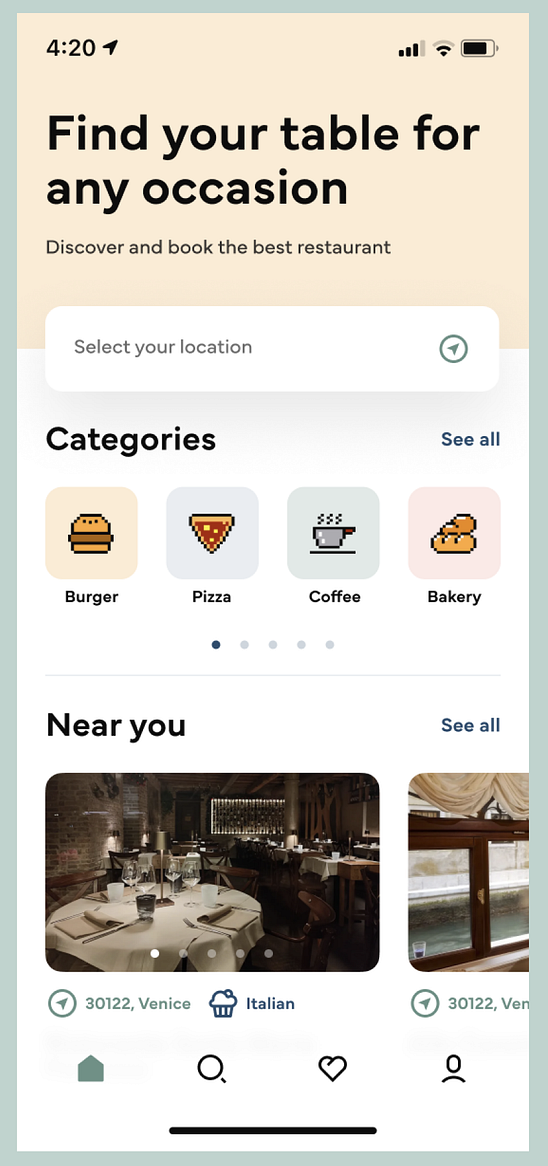 4:20
Find your table for
any occasion
Discover and book the best restaurant
Select your location
Categories
See all
Burger
Pizza
Coffee
Bakery
Near you
See all
30122, Venice
Italian
30122, Ven